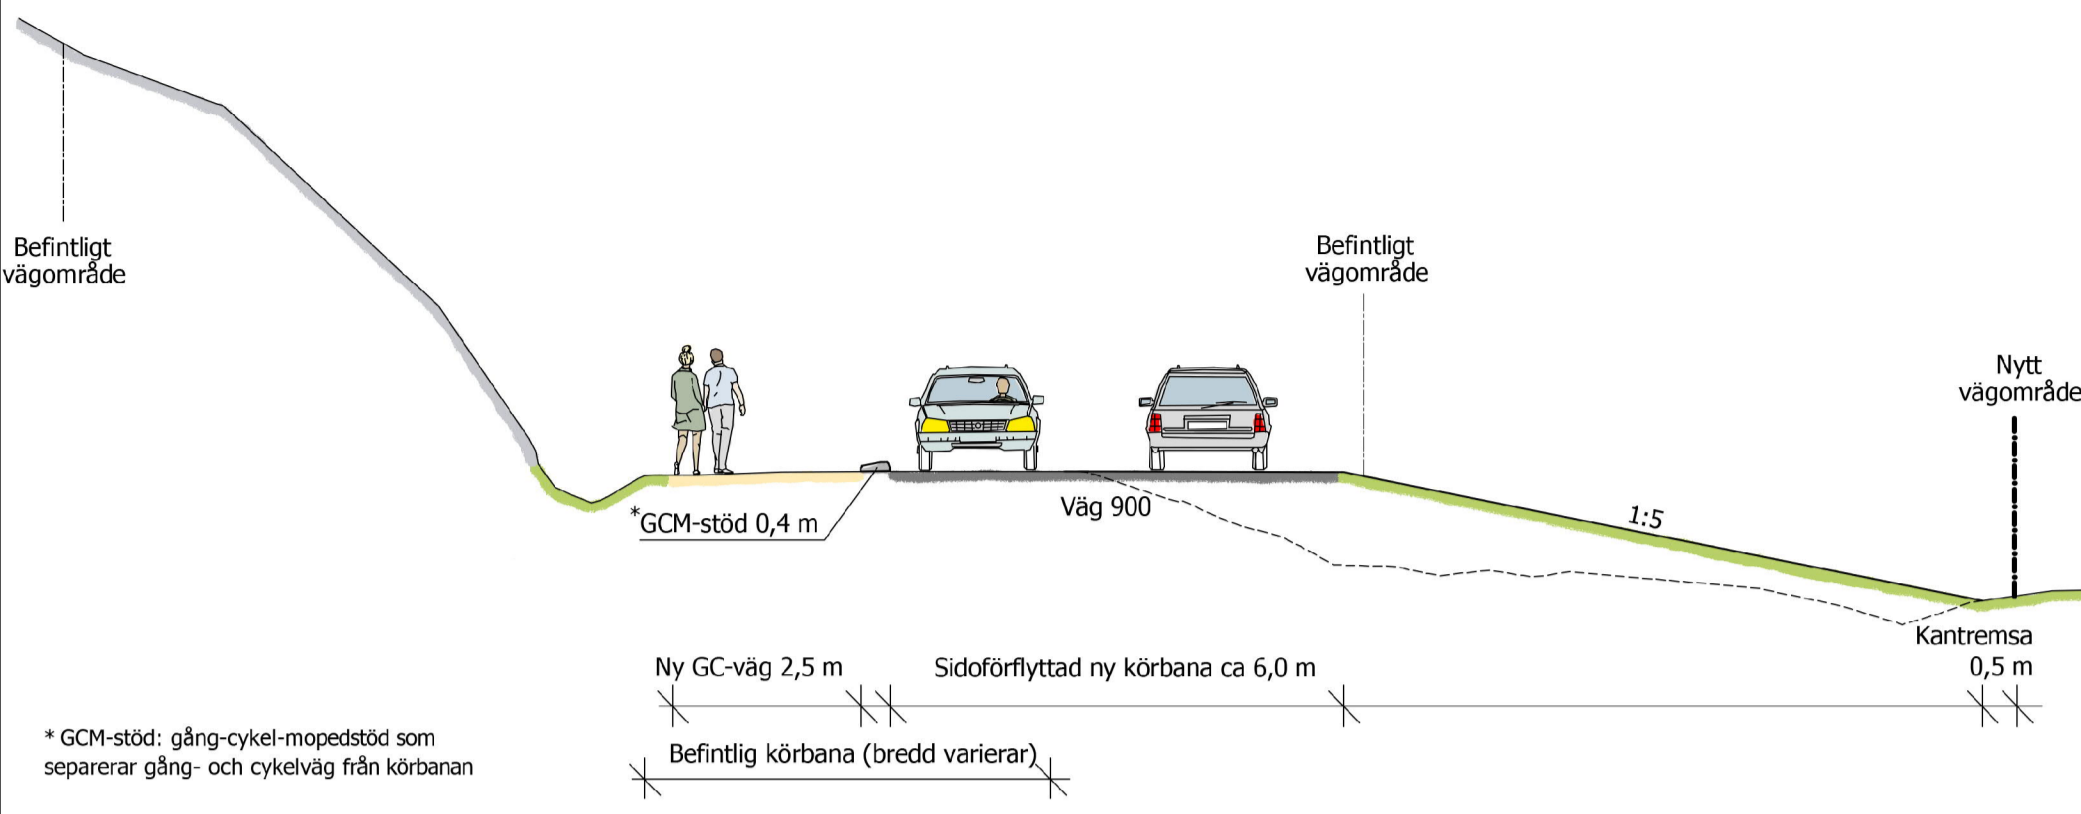 Befintligt
vägområde
Befintligt
vägområde
Nytt
vägområde
*GCM-stöd 0,4 m
Väg 900
1:5
Kantremsa
0,5 m
Ny GC-väg 2,5 m
Sidoförflyttad ny körbana ca 6,0 m
Befintlig körbana (bredd varierar)
* GCM-stöd: gång-cykel-mopedstöd som
separerar gång- och cykelväg från körbanan